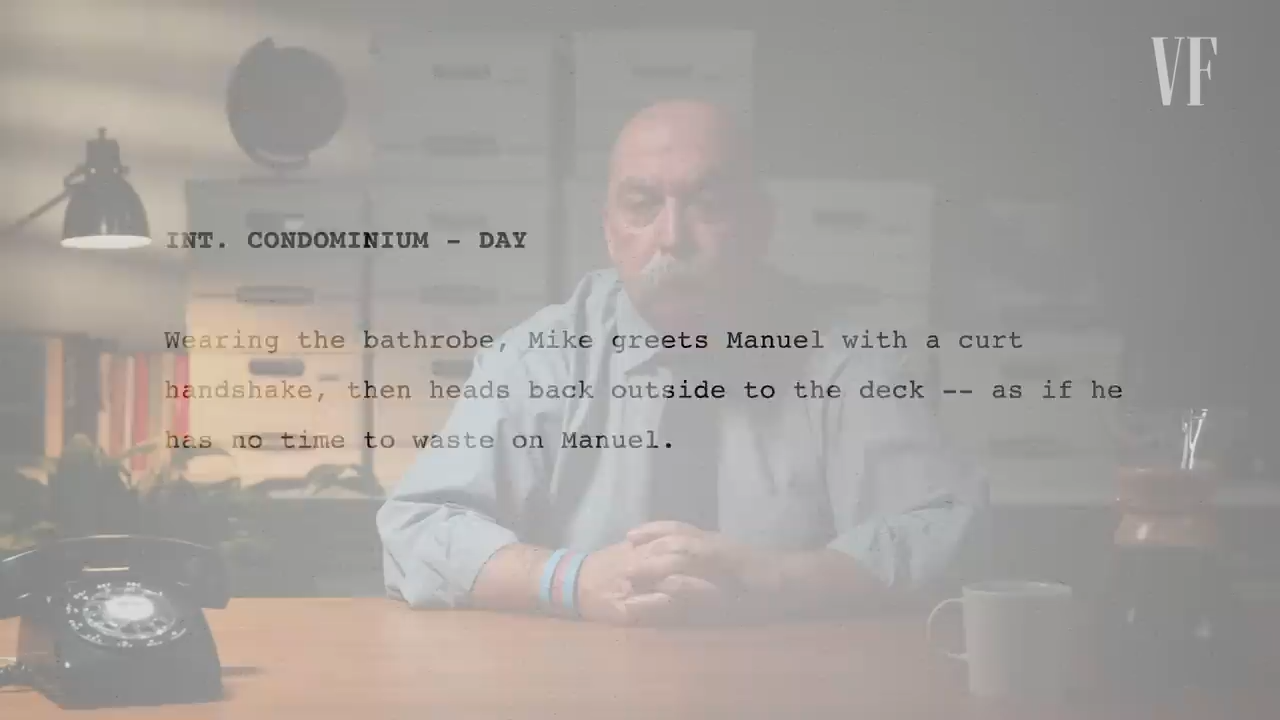 VF
INT. CONDOMINIUM – DAY
Wearing the bathrobe, Mike greets Manuel with a curt
handshake, then heads back outside to the deck -- as if he
has no time to waste on Manuel.